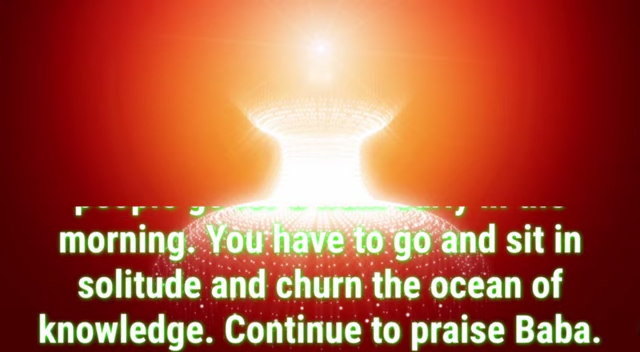 morning. You have to go and sit in
solitude and churn the ocean of
knowledge. Continue to praise Baba.